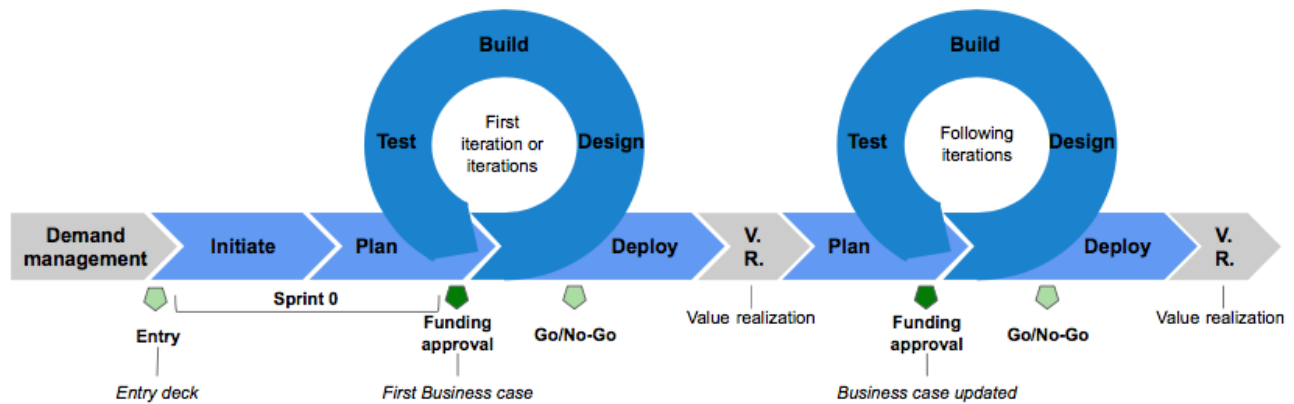 Build
Build
Test
First
iteration or
iterations
Design
Test
Following
iterations
Design
Demand
management
Initiate
Plan
Deploy
V.
R.
Plan
Deploy
V.
R.
Sprint 0
Entry
Funding
approval
Go/No-Go
Value realization
Funding
approval
Go/No-Go
Value realization
Entry deck
First Business case
Business case updated